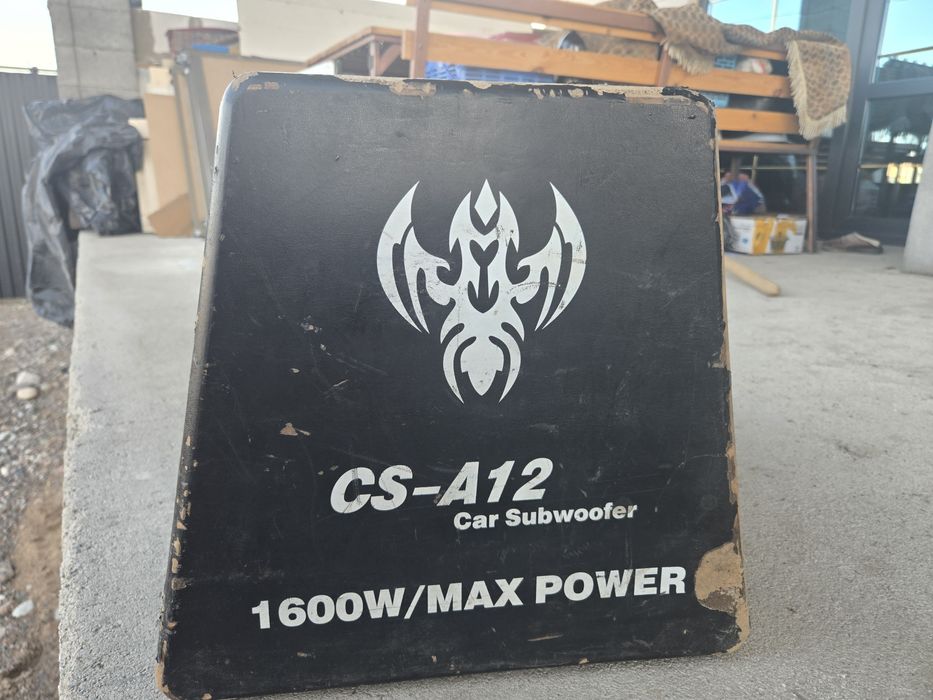 CS-A12
Car Subwoofer
1600W/MAX POWER